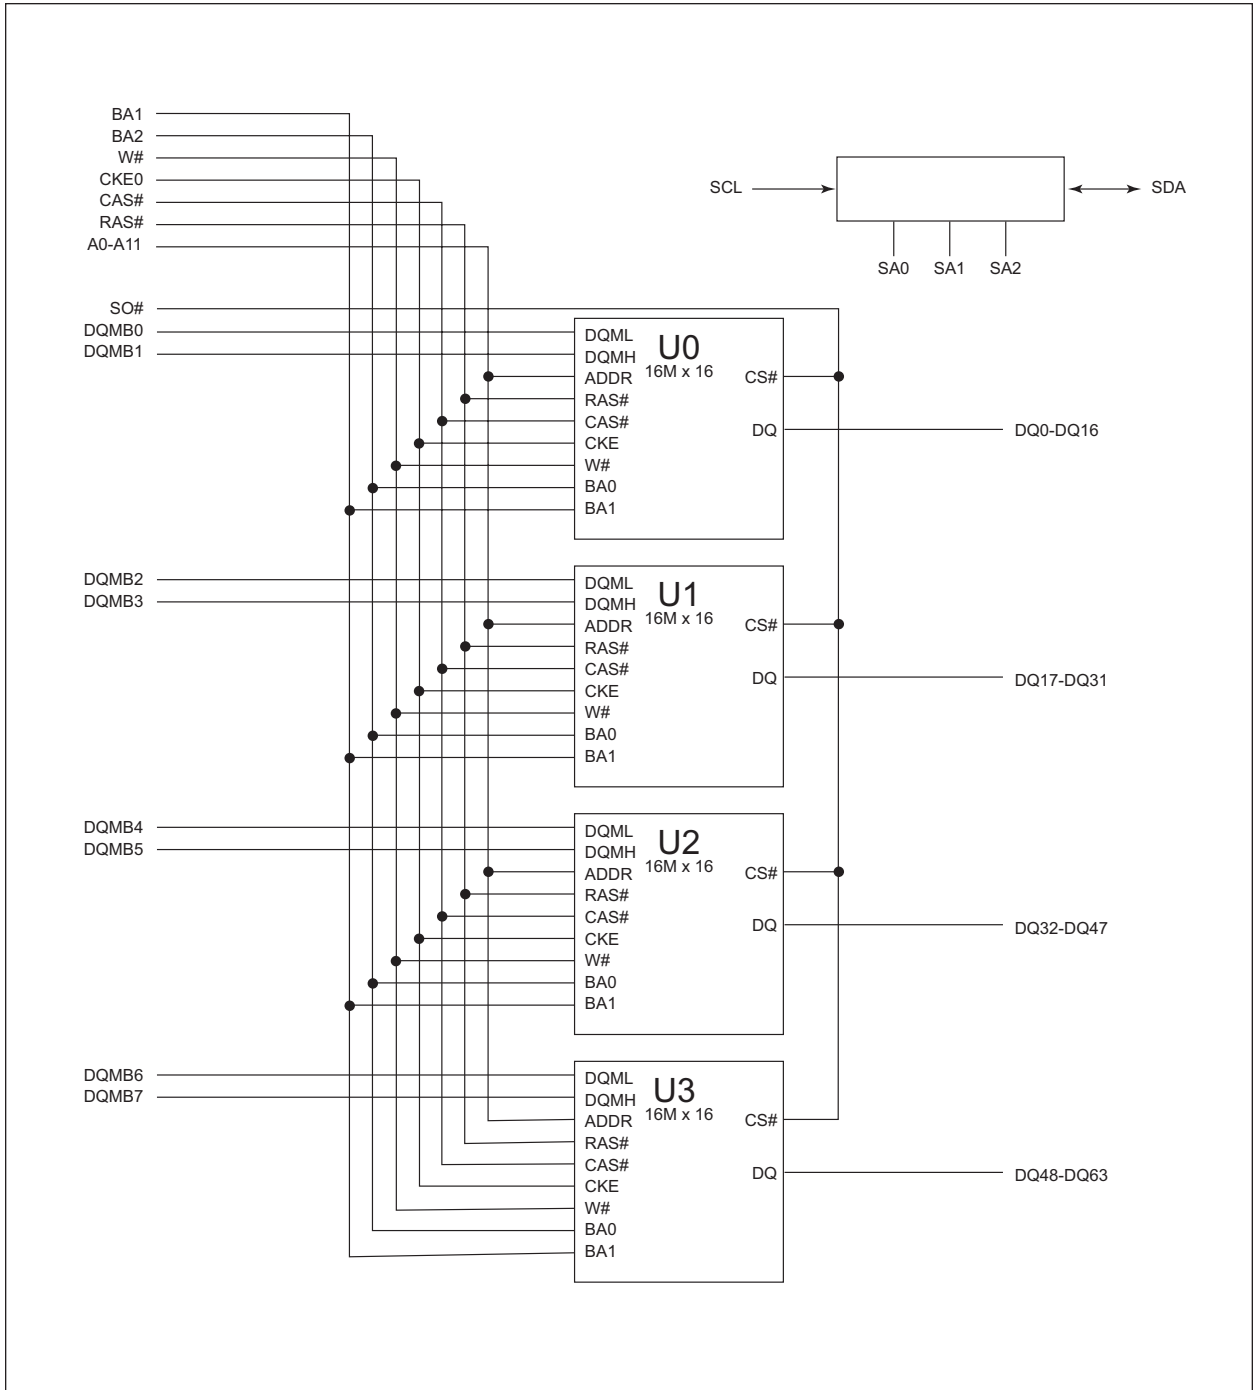 BA1
BA2
W#
CKE0
CAS#
RAS#
A0-A11
SCL
SDA
SA0 SA1 SA2
SO#
DQMB0
DQMB1
DQML
DQMH
ADDR
RAS#
CAS#
CKE
W#
BA0
BA1
U0
16M x 16
CS#
DQ
DQ0-DQ16
DQMB2
DQMB3
DQML
DQMH
ADDR
RAS#
CAS#
CKE
W#
BA0
BA1
U1
16M x 16
CS#
DQ
DQ17-DQ31
DQMB4
DQMB5
DQML
DQMH
ADDR
RAS#
CAS#
CKE
W#
BA0
BA1
U2
16M x 16
CS#
DQ
DQ32-DQ47
DQMB6
DQMB7
DQML
DQMH
ADDR
RAS#
CAS#
CKE
W#
BA0
BA1
U3
16M x 16
CS#
DQ
DQ48-DQ63